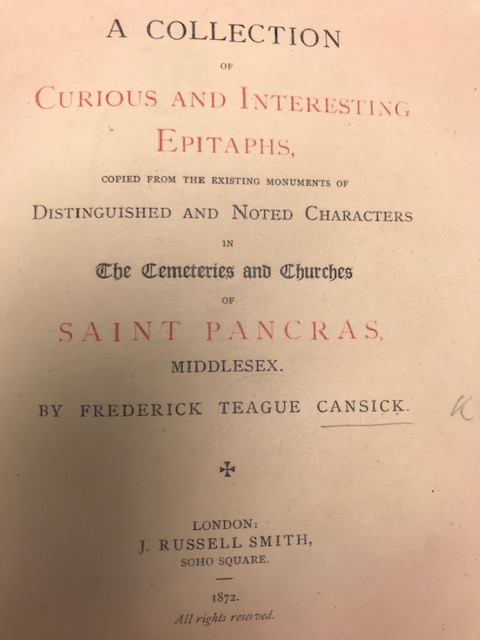 A COLLECTION
OF
CURIOUS AND INTERESTING
EPITAPHS,
COPIED FROM THE EXISTING MONUMENTS OF
DISTINGUISHED AND NOTED CHARACTERS
IN
The Cemeteries and Churches
OF
SAINT PANCRAS,
MIDDLESEX.
BY FREDERICK TEAGUE CANSICK.
LONDON:
J. RUSSELL SMITH,
SOHO SQUARE.
1872.
All rights reserved.